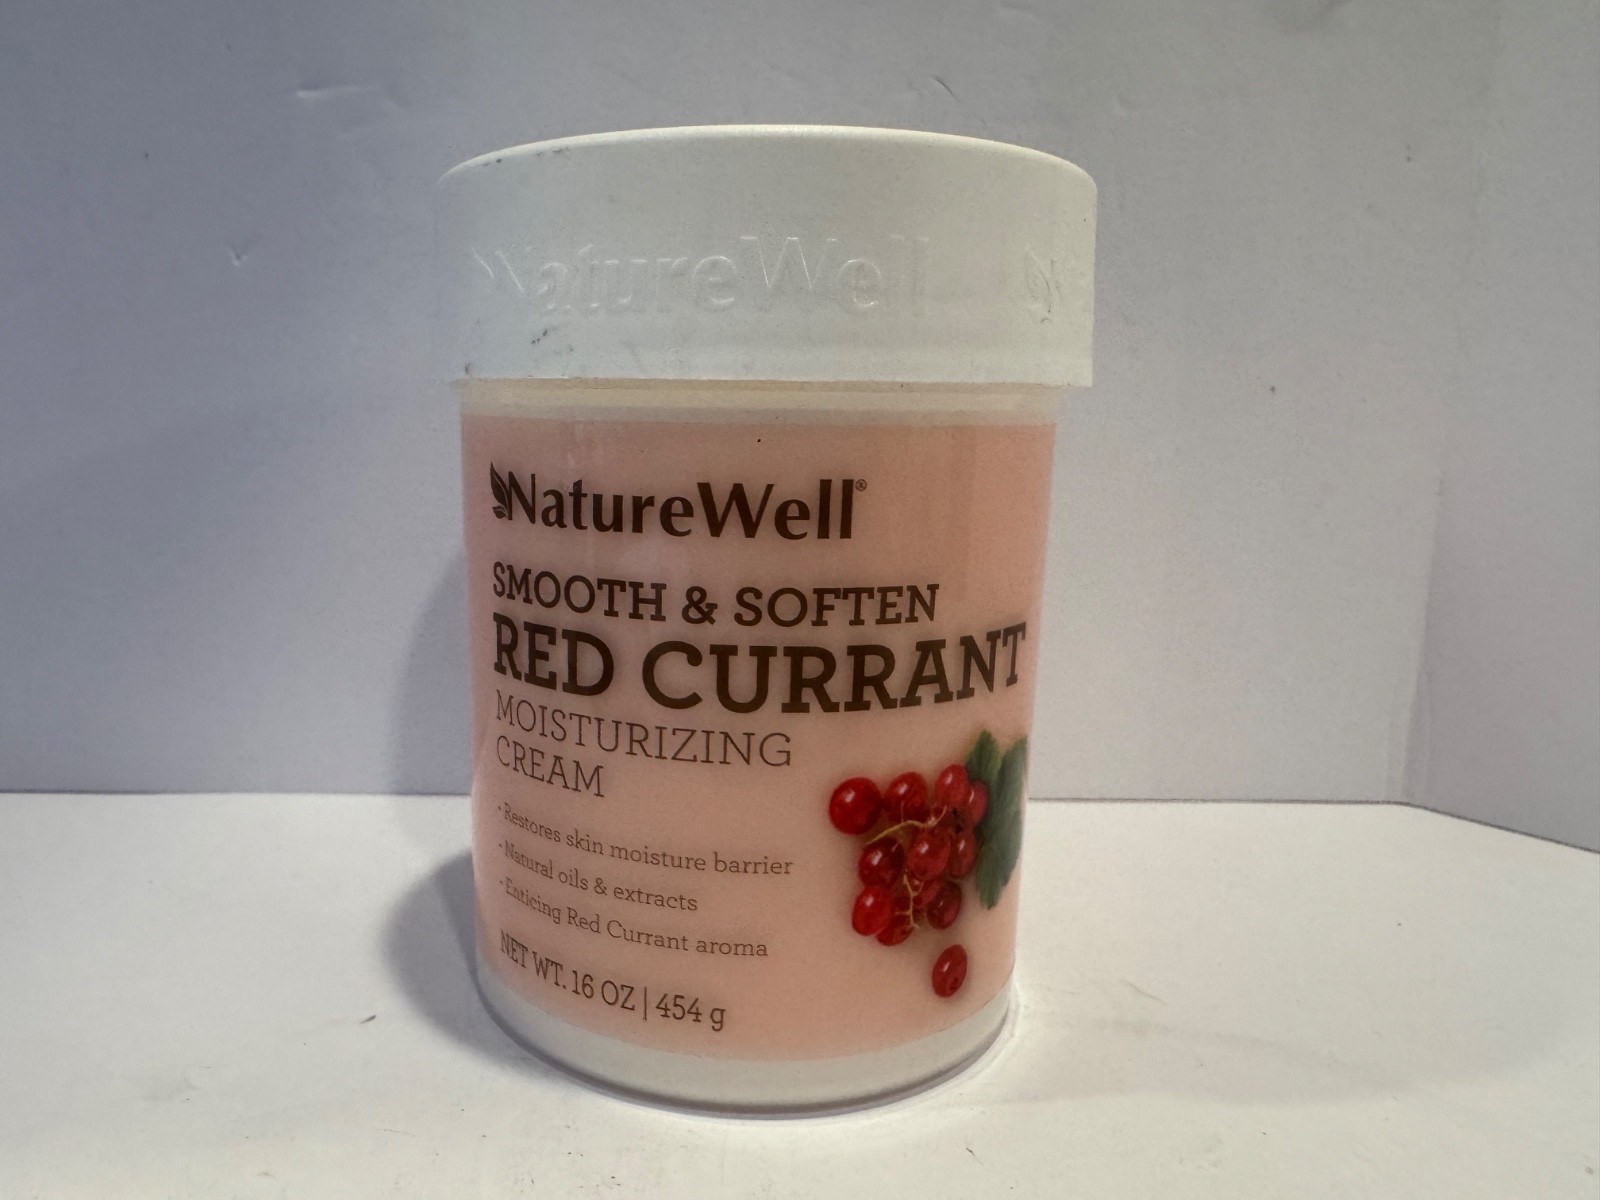 NatureWell
NatureWell®
SMOOTH & SOFTEN
RED CURRANT
MOISTURIZING
CREAM
· Restores skin moisture barrier
· Natural oils & extracts
· Enticing Red Currant aroma
NET WT. 16 OZ | 454 g